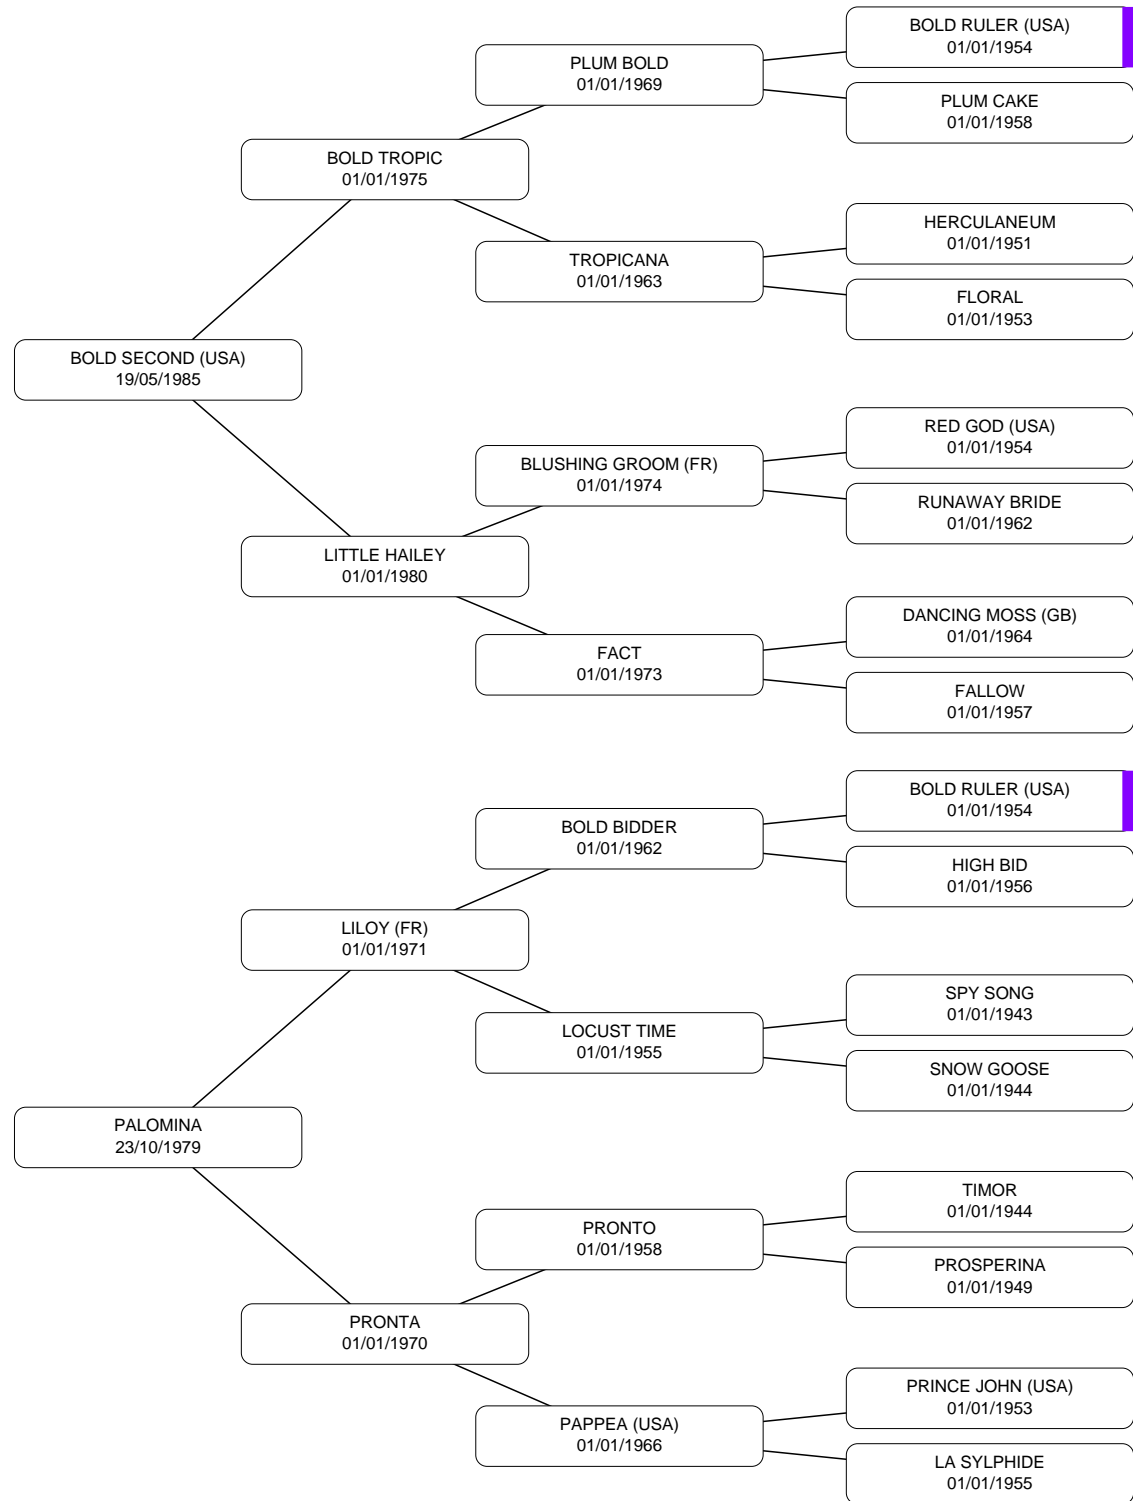 BOLD RULER (USA)
01/01/1954
PLUM BOLD
01/01/1969
PLUM CAKE
01/01/1958
BOLD TROPIC
01/01/1975
HERCULANEUM
01/01/1951
TROPICANA
01/01/1963
FLORAL
01/01/1953
BOLD SECOND (USA)
19/05/1985
RED GOD (USA)
01/01/1954
BLUSHING GROOM (FR)
01/01/1974
RUNAWAY BRIDE
01/01/1962
LITTLE HAILEY
01/01/1980
DANCING MOSS (GB)
01/01/1964
FACT
01/01/1973
FALLOW
01/01/1957
BOLD RULER (USA)
01/01/1954
BOLD BIDDER
01/01/1962
HIGH BID
01/01/1956
LILOY (FR)
01/01/1971
SPY SONG
01/01/1943
LOCUST TIME
01/01/1955
SNOW GOOSE
01/01/1944
PALOMINA
23/10/1979
TIMOR
01/01/1944
PRONTO
01/01/1958
PROSPERINA
01/01/1949
PRONTA
01/01/1970
PRINCE JOHN (USA)
01/01/1953
PAPPEA (USA)
01/01/1966
LA SYLPHIDE
01/01/1955